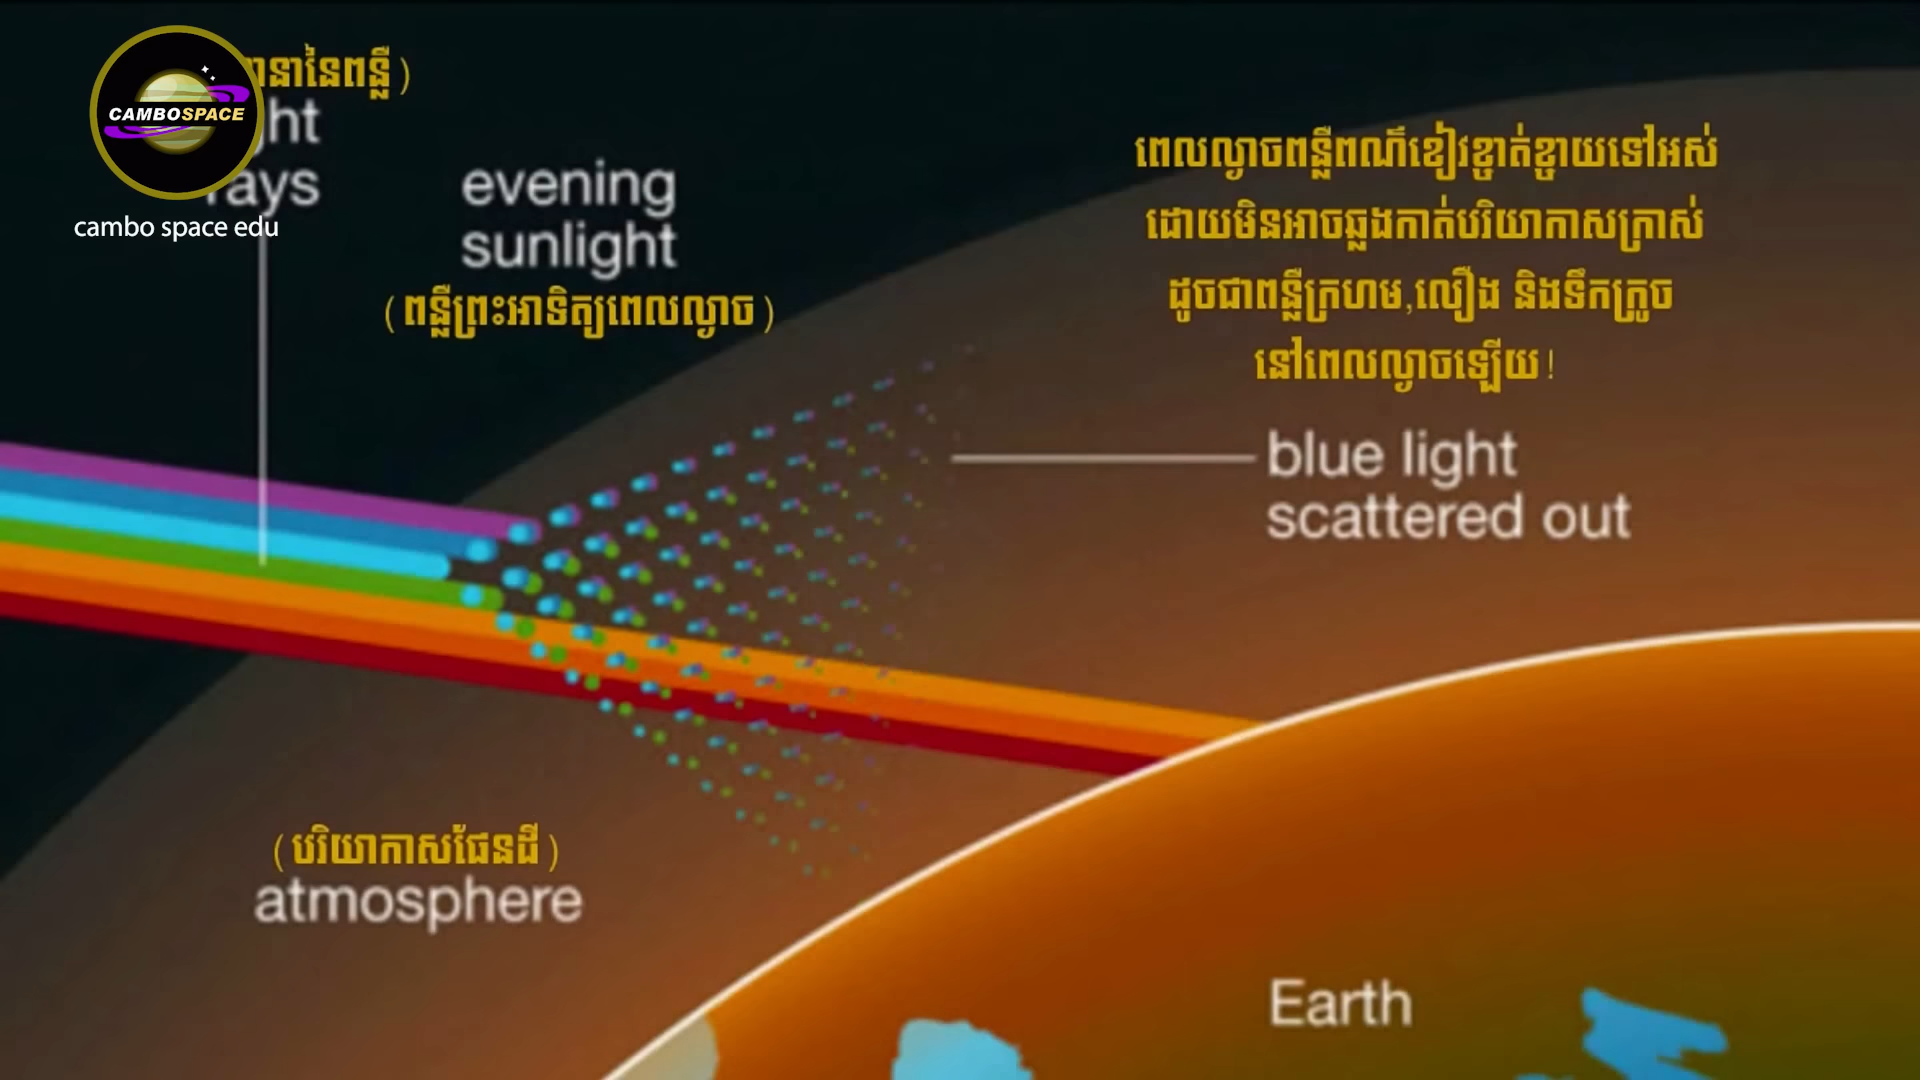 CAMBOSPACE
cambo space edu
rays
evening
sunlight
(ពន្លឺព្រះអាទិត្យពេលល្ងាច)
ពេលល្ងាចពន្លឺពណ៌ខៀវខ្ចាត់ខ្ចាយទៅអស់
ដោយមិនអាចឆ្លងកាត់បរិយាកាសក្រាស់
ដូចជាពន្លឺក្រហម,លឿង និងទឹកក្រូច
នៅពេលល្ងាចឡើយ!
blue light
scattered out
(បរិយាកាសផែនដី)
atmosphere
Earth